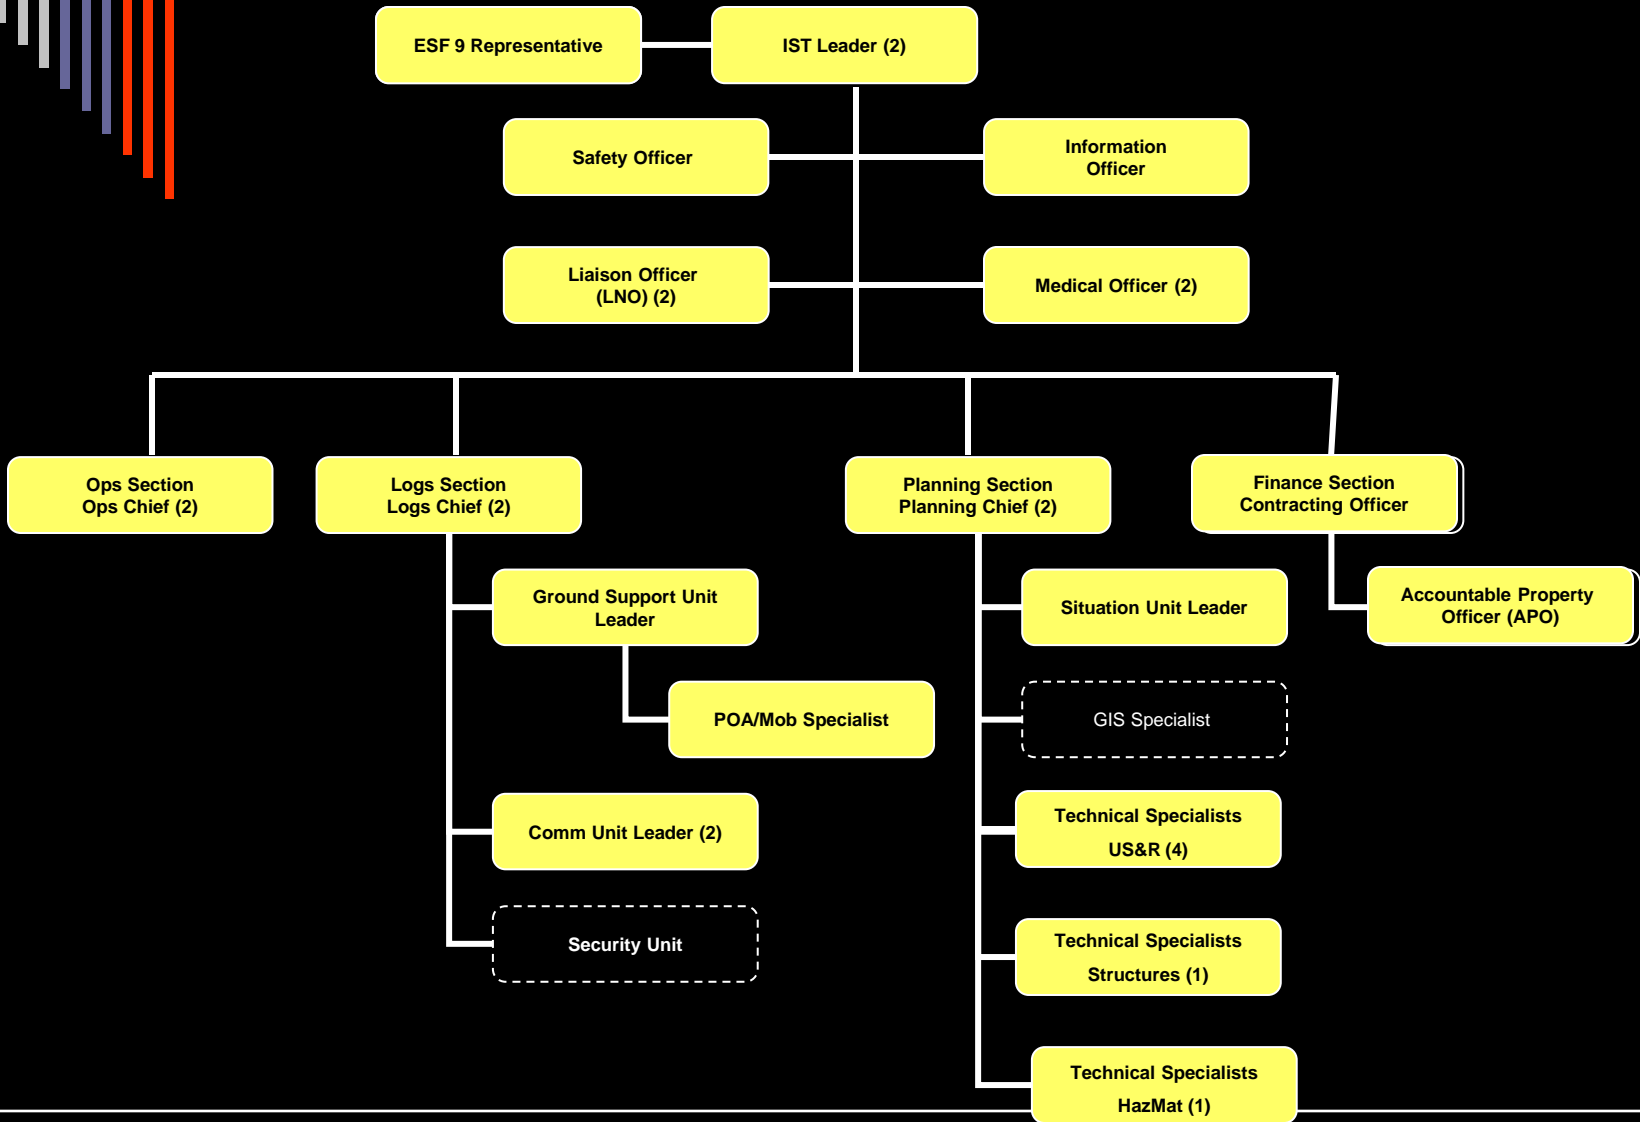 ESF 9 Representative
IST Leader (2)
Safety Officer
Information
Officer
Liaison Officer
(LNO) (2)
Medical Officer (2)
Ops Section
Ops Chief (2)
Logs Section
Logs Chief (2)
Planning Section
Planning Chief (2)
Finance Section
Contracting Officer
Ground Support Unit
Leader
Situation Unit Leader
Accountable Property
Officer (APO)
POA/Mob Specialist
GIS Specialist
Comm Unit Leader (2)
Technical Specialists
US&R (4)
Security Unit
Technical Specialists
Structures (1)
Technical Specialists
HazMat (1)